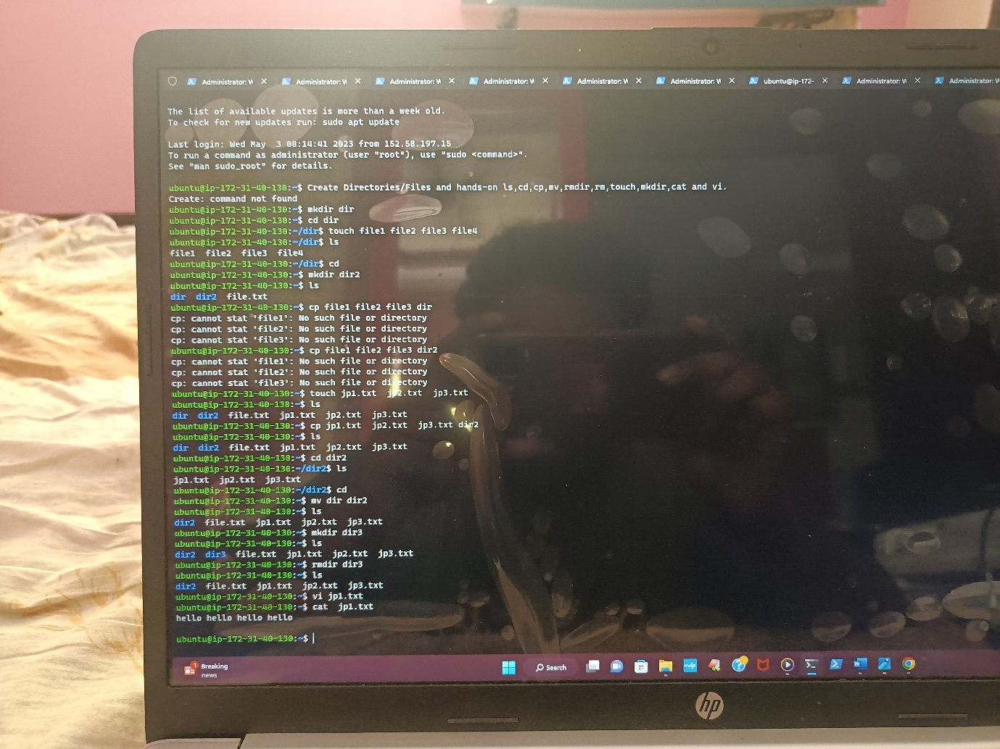 Administrator: W Administrator: W Administrator: W Administrator: W Administrator: W Administrator: W ubuntu@ip-172- Administrator: W Administrator: W
The list of available updates is more than a week old.
To check for new updates run: sudo apt update
Last login: Wed May  3 08:14:41 2023 from 152.58.197.15
To run a command as administrator (user "root"), use "sudo <command>".
See "man sudo_root" for details.
ubuntu@ip-172-31-40-130:~$ Create Directories/Files and hands-on ls,cd,cp,mv,rmdir,rm,touch,mkdir,cat and vi.
Create: command not found
ubuntu@ip-172-31-40-130:~$ mkdir dir
ubuntu@ip-172-31-40-130:~$ cd dir
ubuntu@ip-172-31-40-130:~/dir$ touch file1 file2 file3 file4
ubuntu@ip-172-31-40-130:~/dir$ ls
file1  file2  file3  file4
ubuntu@ip-172-31-40-130:~/dir$ cd
ubuntu@ip-172-31-40-130:~$ mkdir dir2
ubuntu@ip-172-31-40-130:~$ ls
dir  dir2  file.txt
ubuntu@ip-172-31-40-130:~$ cp file1 file2 file3 dir
cp: cannot stat 'file1': No such file or directory
cp: cannot stat 'file2': No such file or directory
cp: cannot stat 'file3': No such file or directory
ubuntu@ip-172-31-40-130:~$ cp file1 file2 file3 dir2
cp: cannot stat 'file1': No such file or directory
cp: cannot stat 'file2': No such file or directory
cp: cannot stat 'file3': No such file or directory
ubuntu@ip-172-31-40-130:~$ touch jp1.txt  jp2.txt  jp3.txt
ubuntu@ip-172-31-40-130:~$ ls
dir  dir2  file.txt  jp1.txt  jp2.txt  jp3.txt
ubuntu@ip-172-31-40-130:~$ cp jp1.txt  jp2.txt  jp3.txt dir2
ubuntu@ip-172-31-40-130:~$ ls
dir  dir2  file.txt  jp1.txt  jp2.txt  jp3.txt
ubuntu@ip-172-31-40-130:~$ cd dir2
ubuntu@ip-172-31-40-130:~/dir2$ ls
jp1.txt  jp2.txt  jp3.txt
ubuntu@ip-172-31-40-130:~/dir2$ cd
ubuntu@ip-172-31-40-130:~$ mv dir dir2
ubuntu@ip-172-31-40-130:~$ ls
dir2  file.txt  jp1.txt  jp2.txt  jp3.txt
ubuntu@ip-172-31-40-130:~$ mkdir dir3
ubuntu@ip-172-31-40-130:~$ ls
dir2  dir3  file.txt  jp1.txt  jp2.txt  jp3.txt
ubuntu@ip-172-31-40-130:~$ rmdir dir3
ubuntu@ip-172-31-40-130:~$ ls
dir2  file.txt  jp1.txt  jp2.txt  jp3.txt
ubuntu@ip-172-31-40-130:~$ vi jp1.txt
ubuntu@ip-172-31-40-130:~$ cat  jp1.txt
hello hello hello hello
ubuntu@ip-172-31-40-130:~$
1 Breaking
news
Search
hp